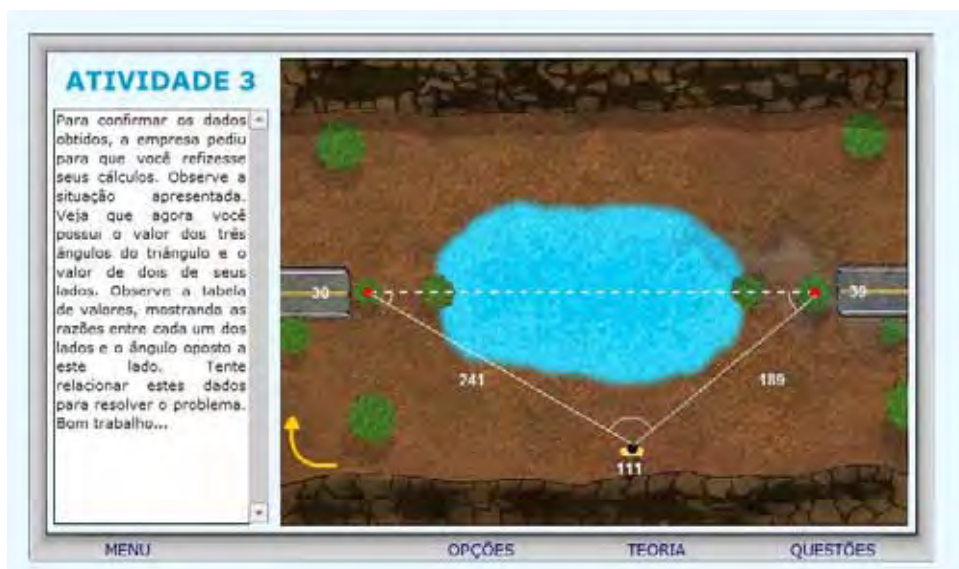 ATIVIDADE 3
Para confirmar os dados
obtidos, a empresa pediu
para que você refizesse
seus cálculos. Observe a
situação apresentada.
Veja que agora você
possui o valor dos três
ângulos do triângulo e o
valor de dois de seus
lados. Observe a tabela
de valores, mostrando as
razões entre cada um dos
lados e o ângulo oposto a
este lado. Tente
relacionar estes dados
para resolver o problema.
Bom trabalho...
30
39
241
189
111
MENU
OPÇÕES
TEORIA
QUESTÕES